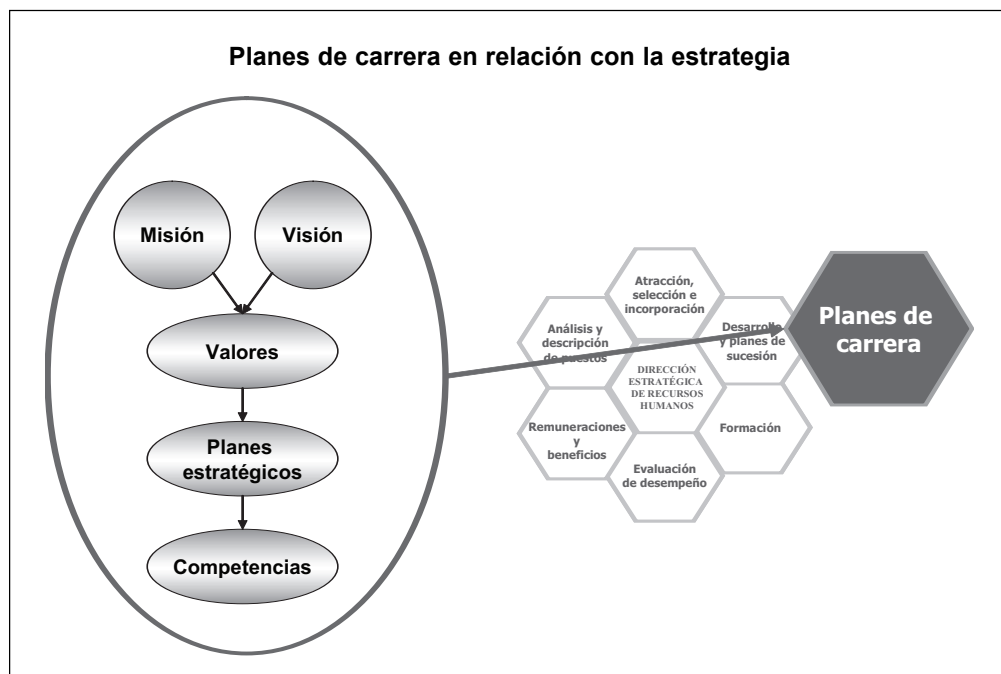 Planes de carrera en relación con la estrategia
Misión
Visión
Valores
Planes
estratégicos
Competencias
Atracción,
selección e
incorporación
Análisis y
descripción
de puestos
Desarrollo
y planes de
sucesión
DIRECCIÓN
ESTRATÉGICA
DE RECURSOS
HUMANOS
Remuneraciones
y
beneficios
Formación
Evaluación
de desempeño
Planes de
carrera